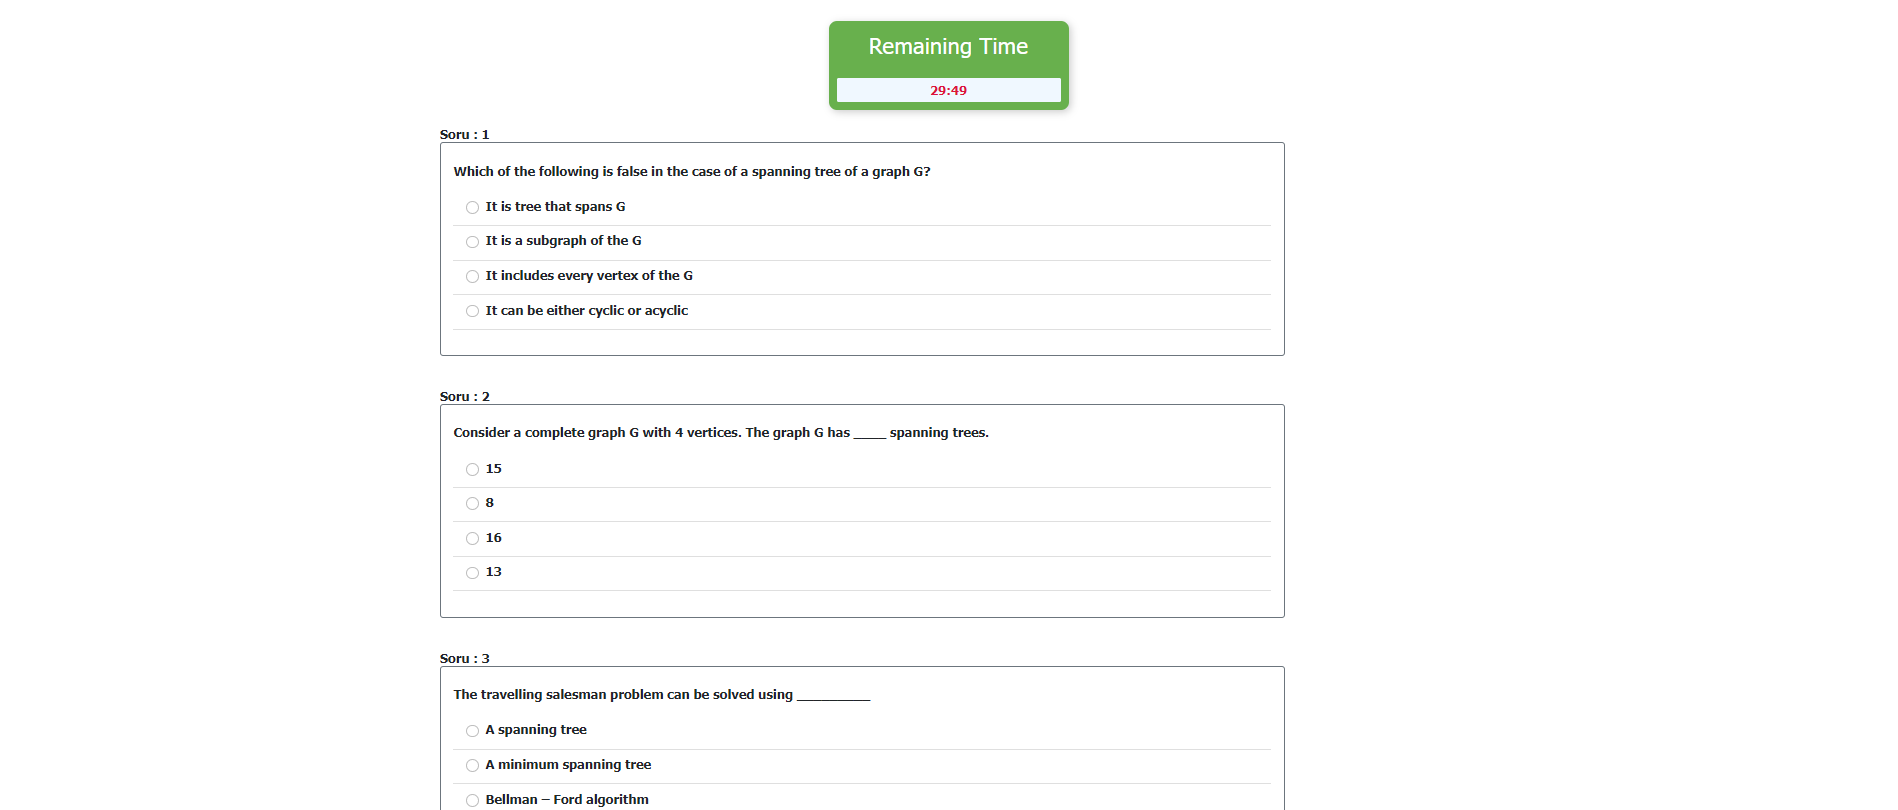 Remaining Time
29:49
Soru : 1
Which of the following is false in the case of a spanning tree of a graph G?
It is tree that spans G
It is a subgraph of the G
It includes every vertex of the G
It can be either cyclic or acyclic
Soru : 2
Consider a complete graph G with 4 vertices. The graph G has ____ spanning trees.
15
8
16
13
Soru : 3
The travelling salesman problem can be solved using _________
A spanning tree
A minimum spanning tree
Bellman – Ford algorithm